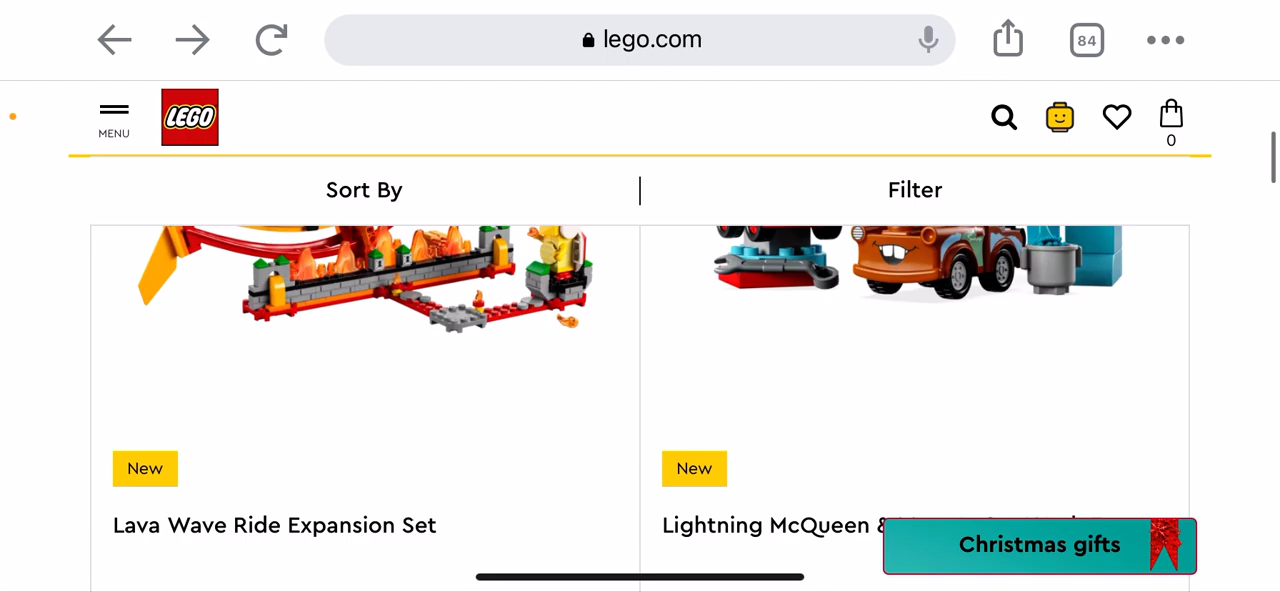 lego.com
84
MENU
LEGO
0
Sort By
Filter
New
New
Lava Wave Ride Expansion Set
Lightning McQueen &
Christmas gifts